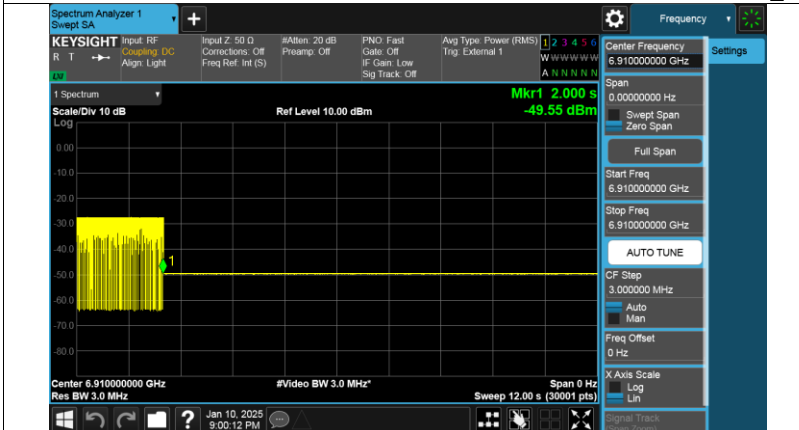 Spectrum Analyzer 1
Swept SA
Frequency
KEYSIGHT
R T
LXI
Input: RF
Coupling: DC
Align: Light
Input Z: 50 Ω
Corrections: Off
Freq Ref: Int (S)
#Atten: 20 dB
Preamp: Off
PNO: Fast
Gate: Off
IF Gain: Low
Sig Track: Off
Avg Type: Power (RMS)
Trig: External 1
1 2 3 4 5 6
W W W W W W
A N N N N N
Center Frequency
6.910000000 GHz
Settings
Span
0.00000000 Hz
Swept Span
Zero Span
Full Span
Start Freq
6.910000000 GHz
Stop Freq
6.910000000 GHz
AUTO TUNE
CF Step
3.000000 MHz
Auto
Man
Freq Offset
0 Hz
X Axis Scale
Log
Lin
Signal Track
(Span Zoom)
1 Spectrum
Scale/Div 10 dB
Ref Level 10.00 dBm
Mkr1 2.000 s
-49.55 dBm
Log
0.00
-10.0
-20.0
-30.0
-40.0
-50.0
-60.0
-70.0
-80.0
1
Center 6.910000000 GHz
#Video BW 3.0 MHz*
Span 0 Hz
Res BW 3.0 MHz
Sweep 12.00 s (30001 pts)
?
Jan 10, 2025
9:00:12 PM